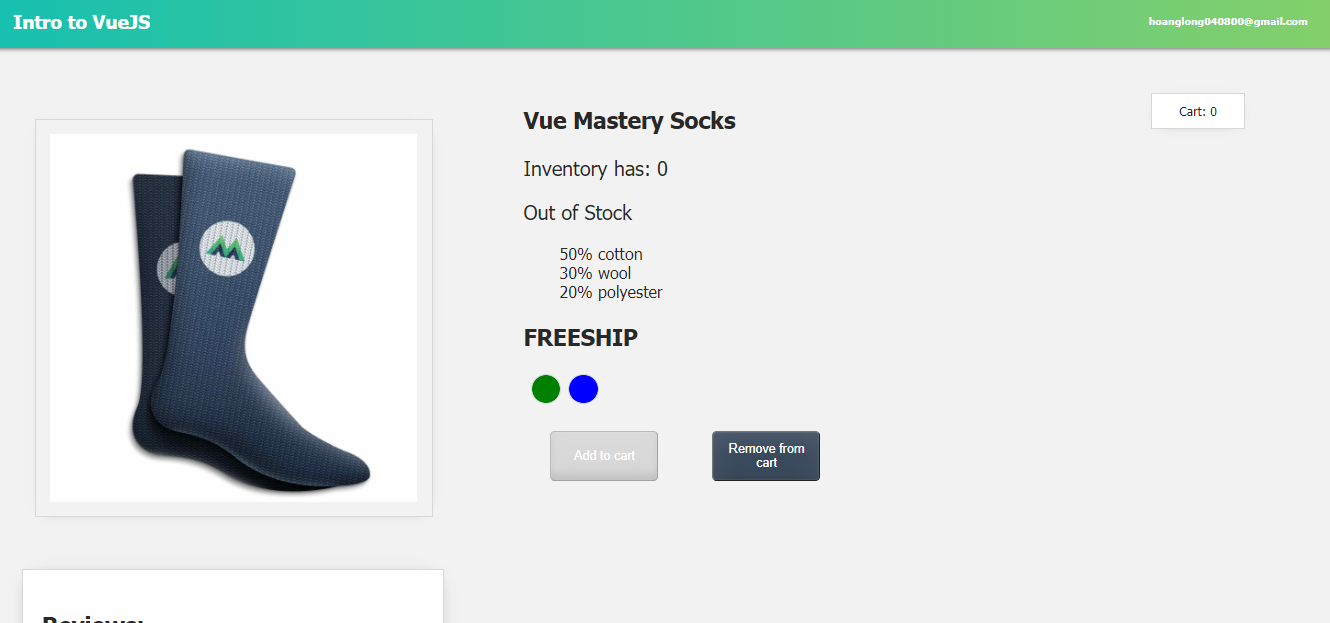 Intro to VueJS
hoanglong040800@gmail.com
Cart: 0
Vue Mastery Socks
Inventory has: 0
Out of Stock
50% cotton
30% wool
20% polyester
FREESHIP
Add to cart
Remove from
cart
Reviews: